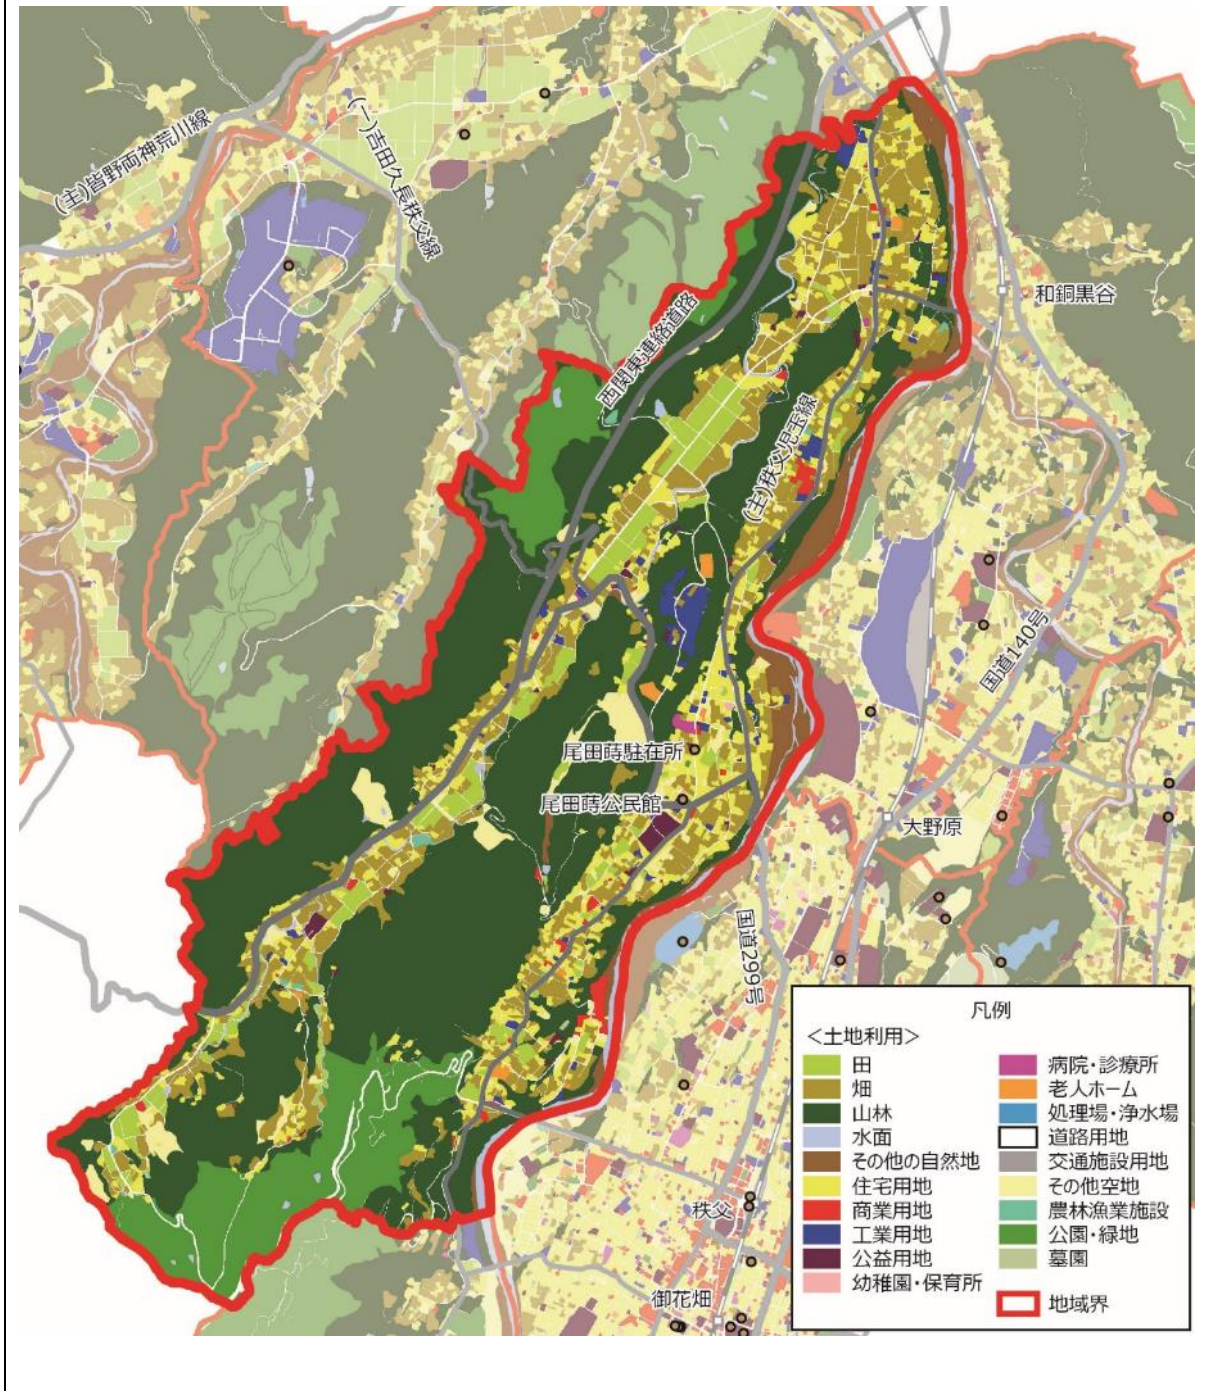 (主)皆野両神荒川線
(一)吉田久長秩父線
西関東連絡道路
和銅黒谷
(主)秩父児玉線
国道140号
尾田蒔駐在所
尾田蒔公民館
大野原
国道299号
秩父
御花畑
凡例
<土地利用>
田
畑
山林
水面
その他の自然地
住宅用地
商業用地
工業用地
公益用地
幼稚園・保育所
病院・診療所
老人ホーム
処理場・浄水場
道路用地
交通施設用地
その他空地
農林漁業施設
公園・緑地
墓園
地域界